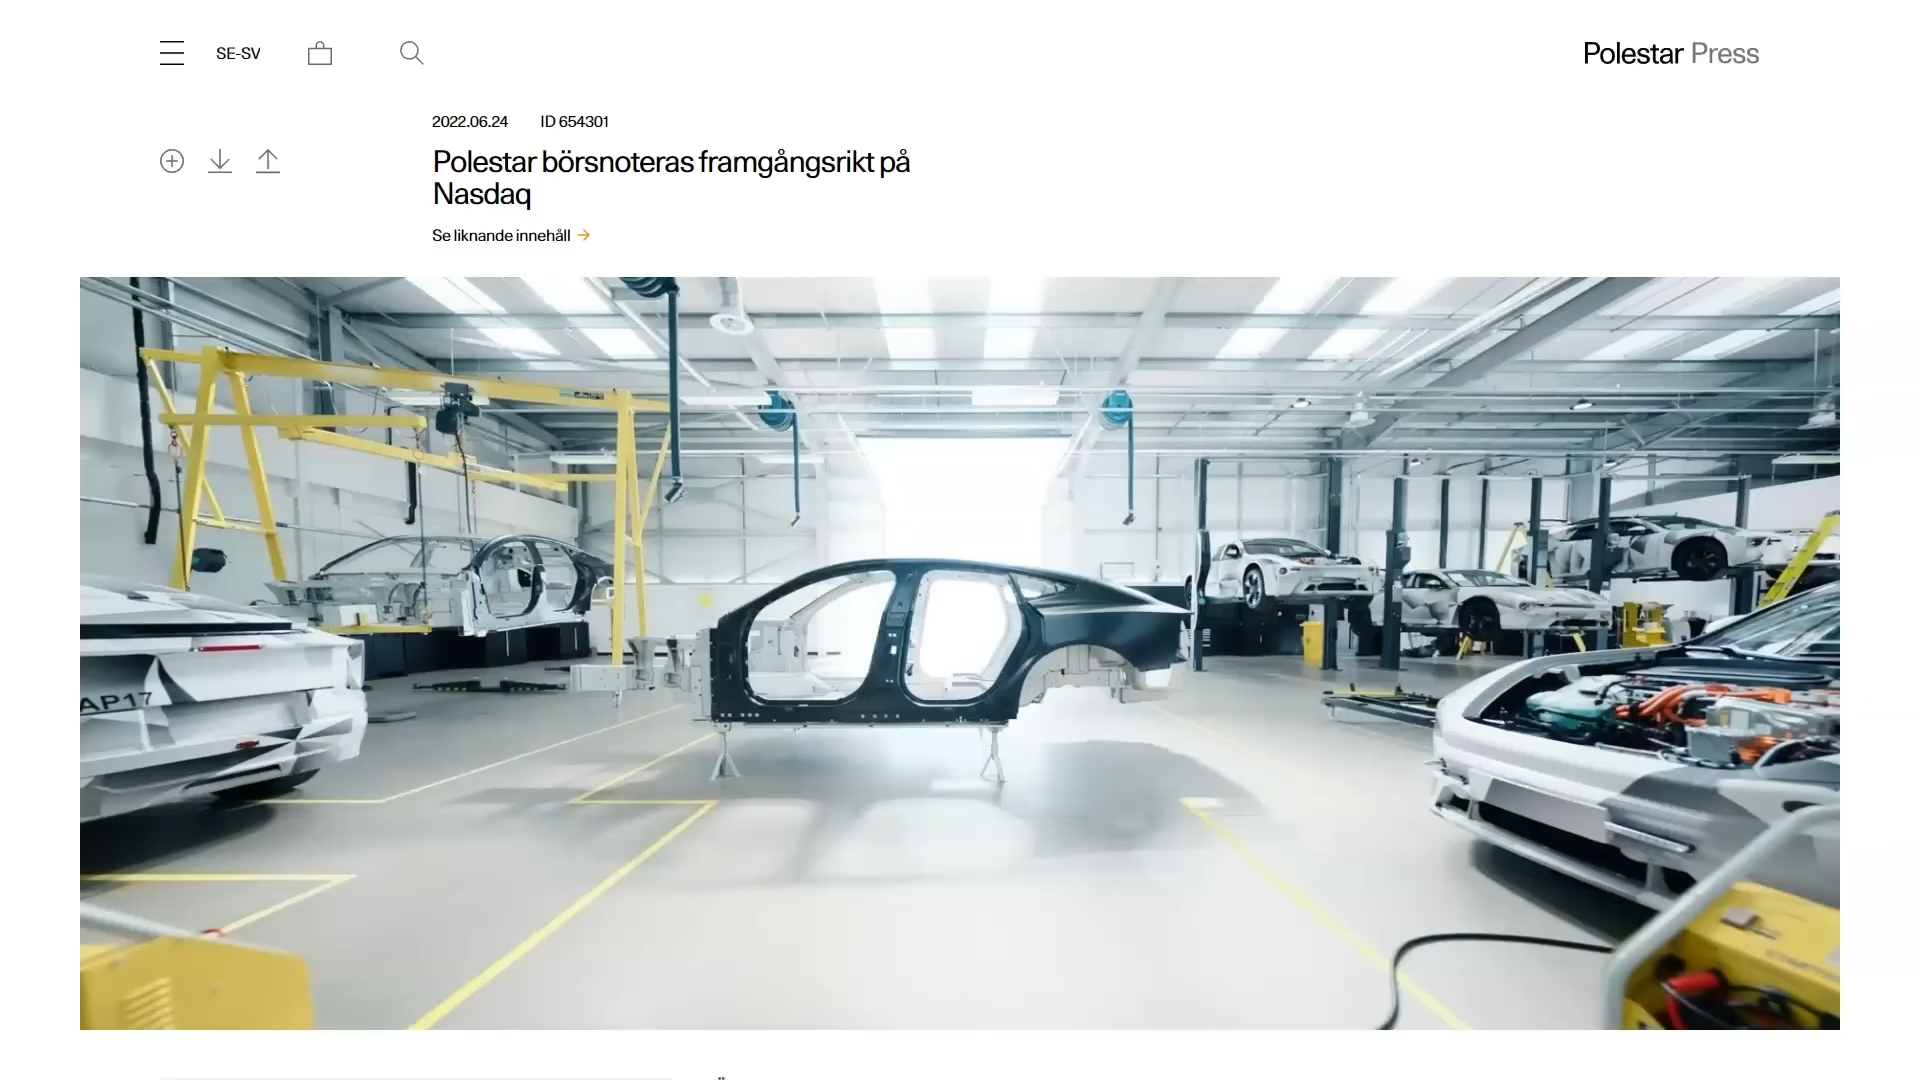 SE-SV
Polestar Press
2022.06.24 ID 654301
Polestar börsnoteras framgångsrikt på
Nasdaq
Se liknande innehåll
AP17